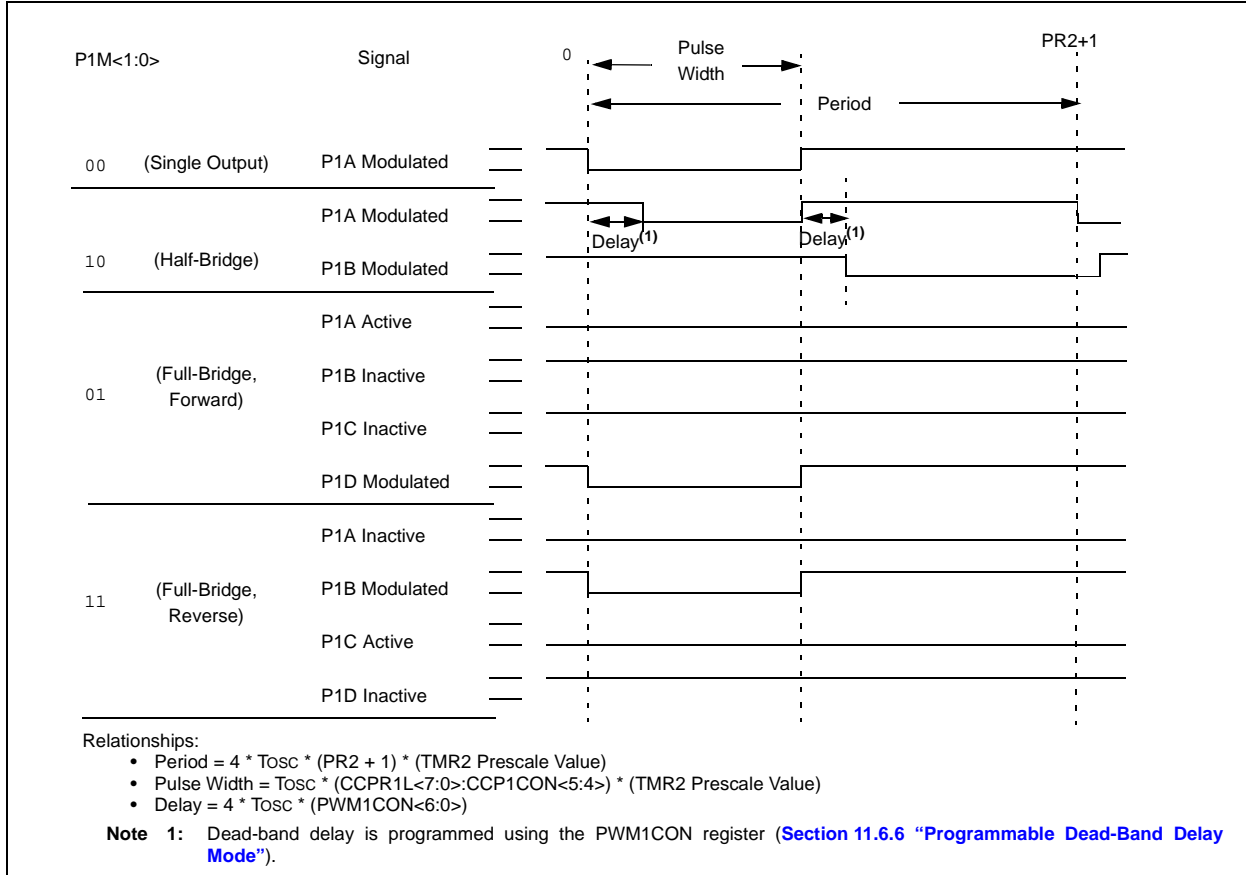 P1M<1:0>
Signal
0
Pulse
Width
PR2+1
Period
00 (Single Output) P1A Modulated
P1A Modulated
Delay(1)
Delay(1)
10 (Half-Bridge) P1B Modulated
P1A Active
(Full-Bridge,
Forward)
P1B Inactive
01
P1C Inactive
P1D Modulated
P1A Inactive
(Full-Bridge,
Reverse)
P1B Modulated
11
P1C Active
P1D Inactive
Relationships:
• Period = 4 * TOSC * (PR2 + 1) * (TMR2 Prescale Value)
• Pulse Width = TOSC * (CCPR1L<7:0>:CCP1CON<5:4>) * (TMR2 Prescale Value)
• Delay = 4 * TOSC * (PWM1CON<6:0>)
Note 1: Dead-band delay is programmed using the PWM1CON register (Section 11.6.6 “Programmable Dead-Band Delay
Mode”).